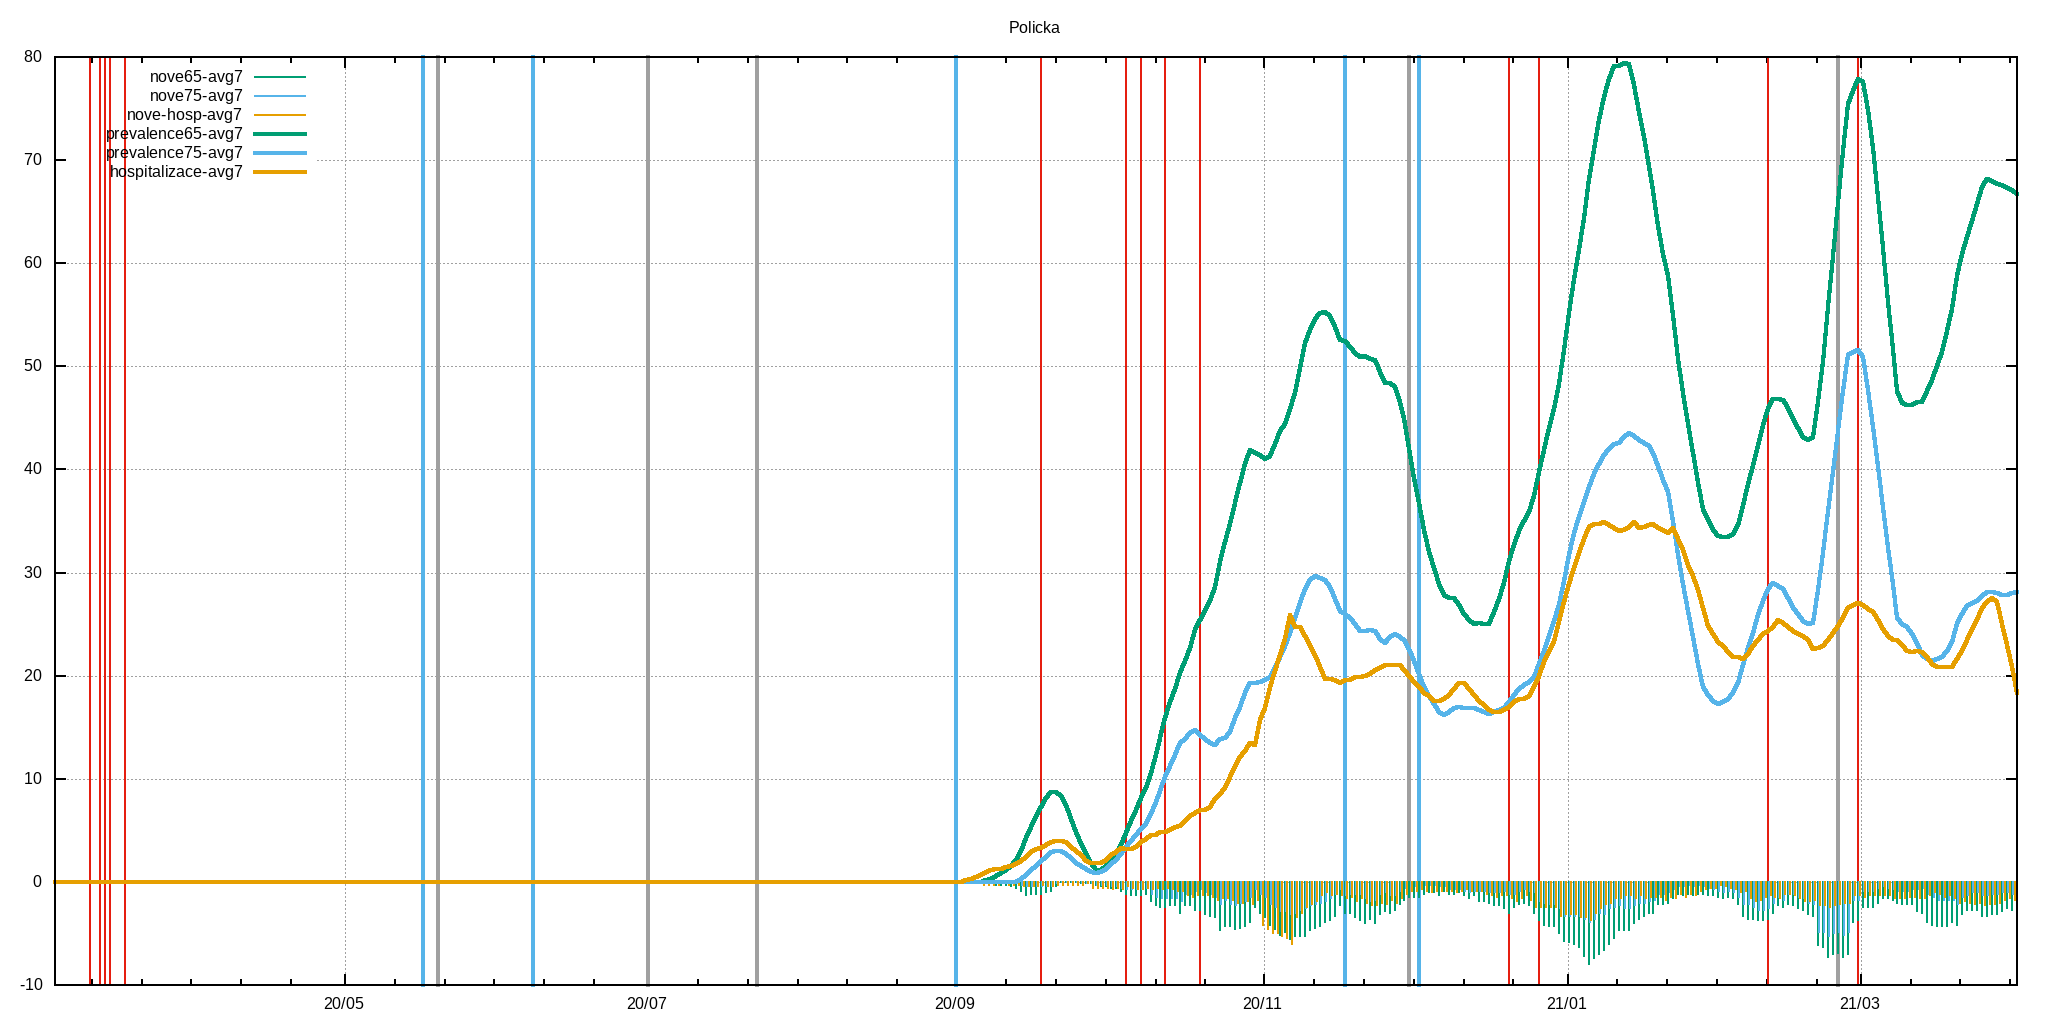 Policka
80
70
60
50
40
30
20
10
0
-10
nove65-avg7
nove75-avg7
nove-hosp-avg7
prevalence65-avg7
prevalence75-avg7
hospitalizace-avg7
20/05 20/07 20/09 20/11 21/01 21/03